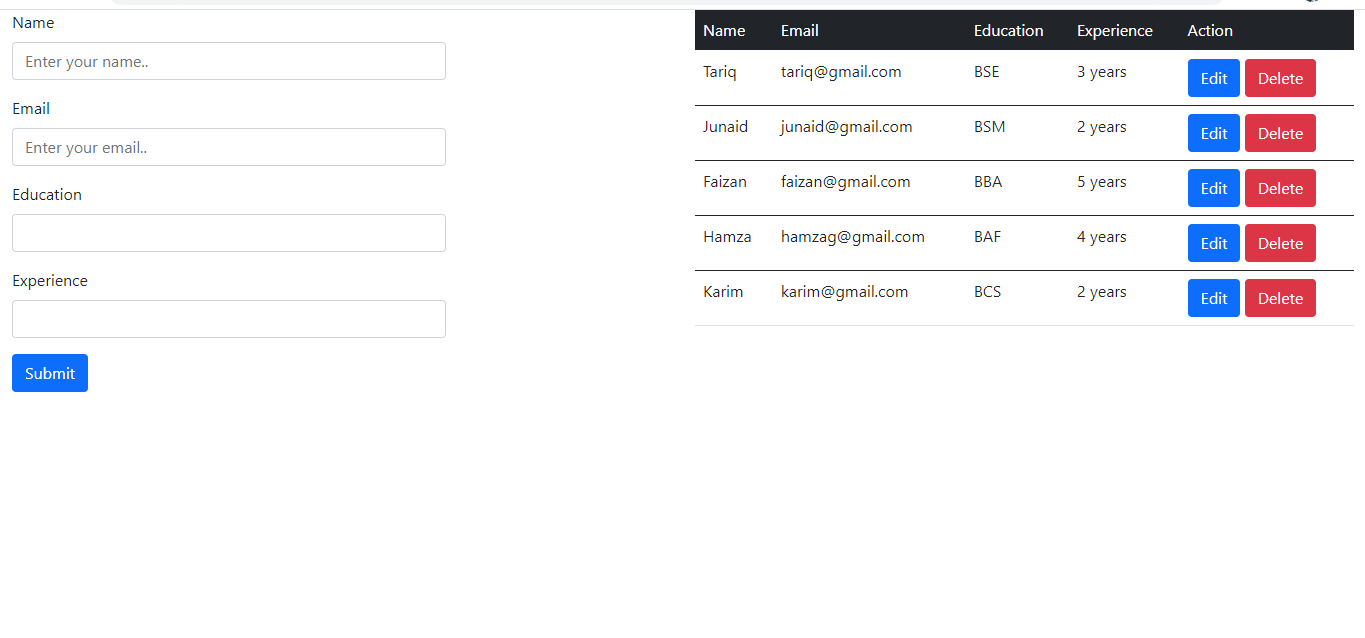 Name
Enter your name..
Email
Enter your email..
Education
Experience
Submit
Name Email Education Experience Action
Tariq tariq@gmail.com BSE 3 years Edit Delete
Junaid junaid@gmail.com BSM 2 years Edit Delete
Faizan faizan@gmail.com BBA 5 years Edit Delete
Hamza hamzag@gmail.com BAF 4 years Edit Delete
Karim karim@gmail.com BCS 2 years Edit Delete